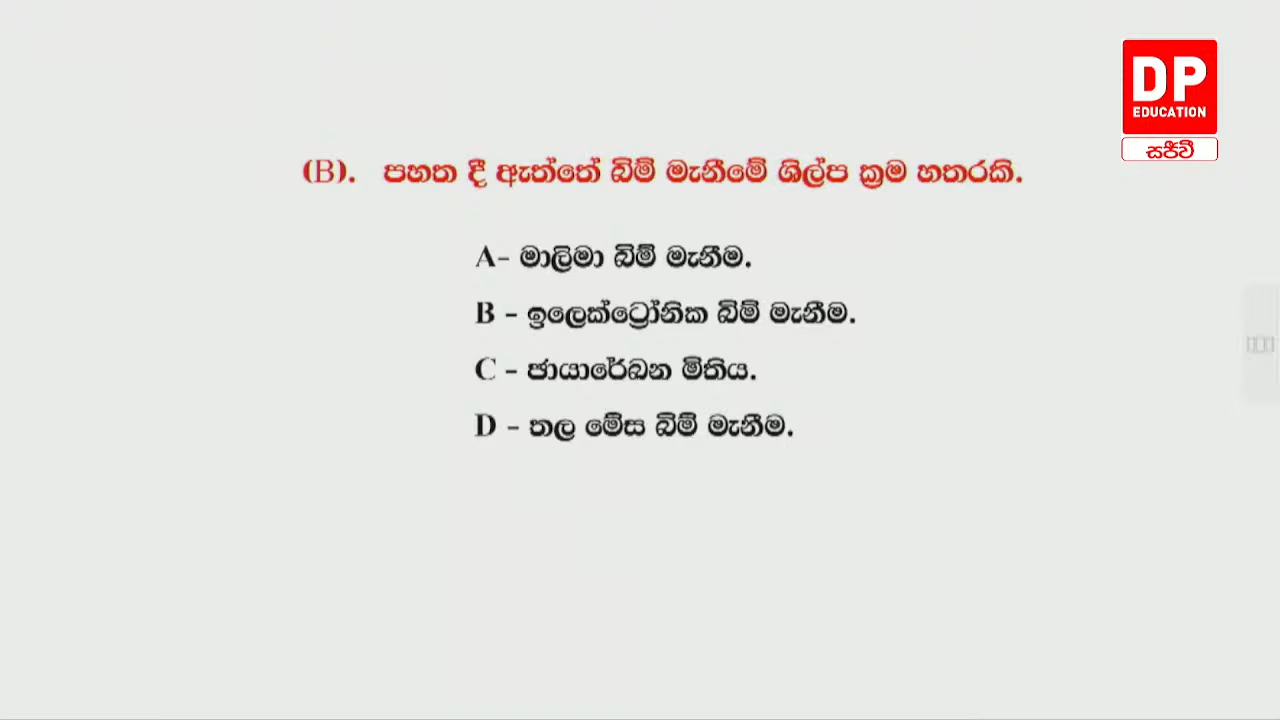 DP
EDUCATION
සජීවී
(B). පහත දී ඇත්තේ බිම් මැනීමේ ශිල්ප ක්‍රම හතරකි.
A- මාලිමා බිම් මැනීම.
B - ඉලෙක්ට්‍රෝනික බිම් මැනීම.
C - ඡායාරේඛන මිතිය.
D - තල මේස බිම් මැනීම.